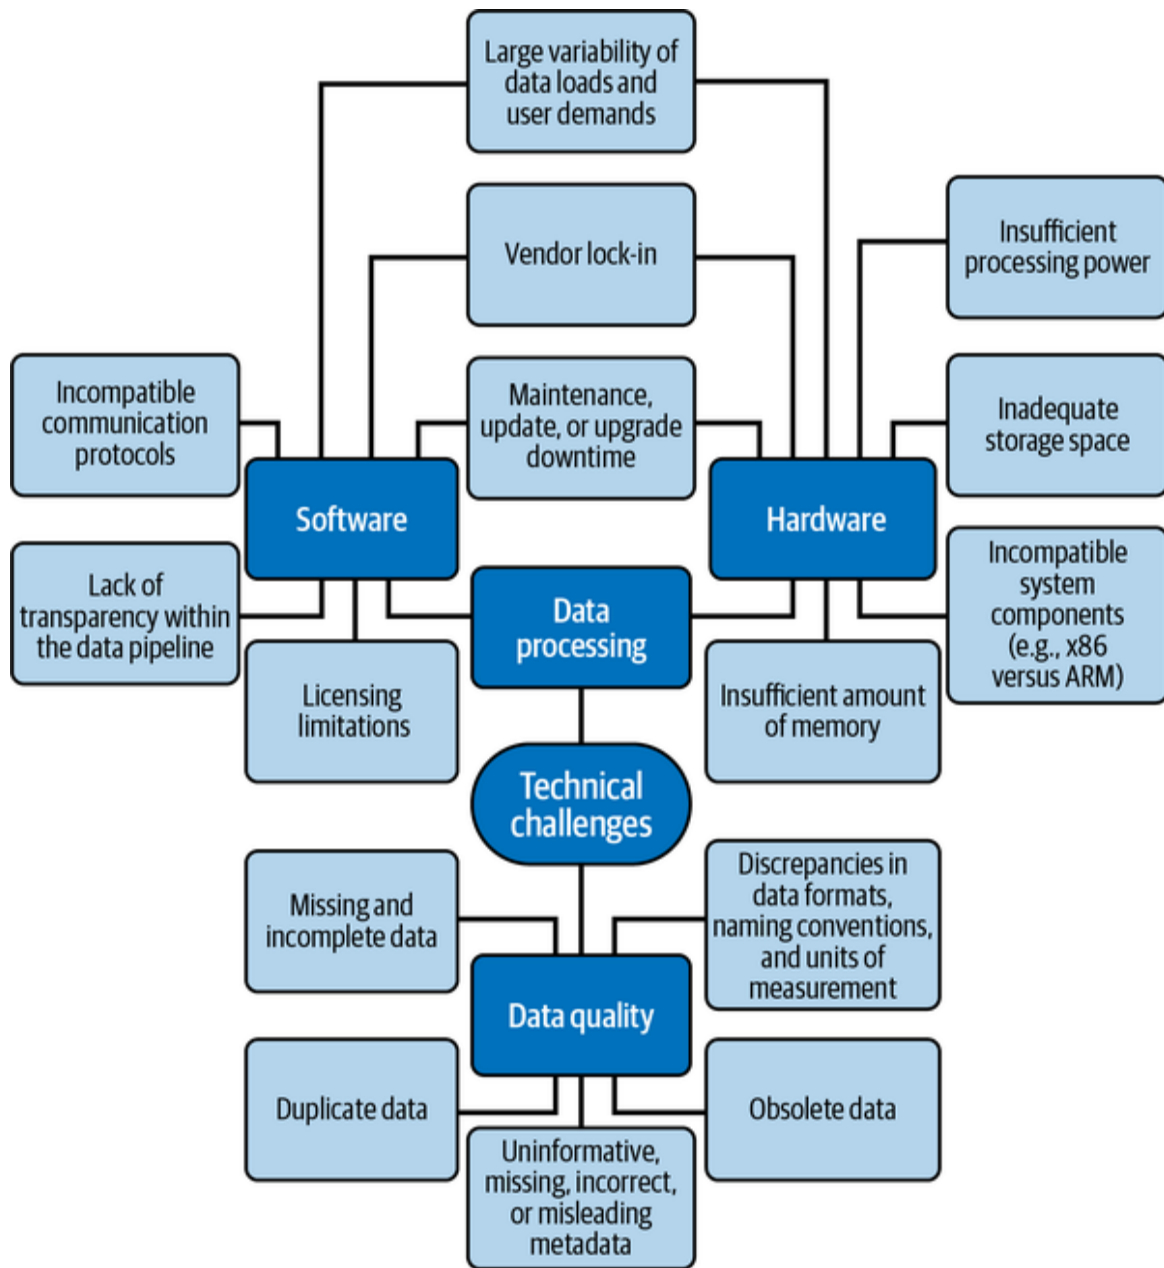 Large variability of
data loads and
user demands
Vendor lock-in
Insufficient
processing power
Incompatible
communication
protocols
Maintenance,
update, or upgrade
downtime
Inadequate
storage space
Software
Hardware
Lack of
transparency within
the data pipeline
Data
processing
Incompatible
system
components
(e.g., x86
versus ARM)
Licensing
limitations
Insufficient amount
of memory
Technical
challenges
Missing and
incomplete data
Discrepancies in
data formats,
naming conventions,
and units of
measurement
Data quality
Duplicate data
Obsolete data
Uninformative,
missing, incorrect,
or misleading
metadata